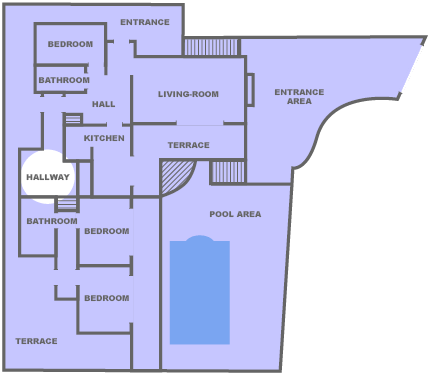 ENTRANCE
BEDROOM
BATHROOM
LIVING-ROOM
ENTRANCE
AREA
HALL
KITCHEN
TERRACE
HALLWAY
BATHROOM
POOL AREA
BEDROOM
BEDROOM
TERRACE